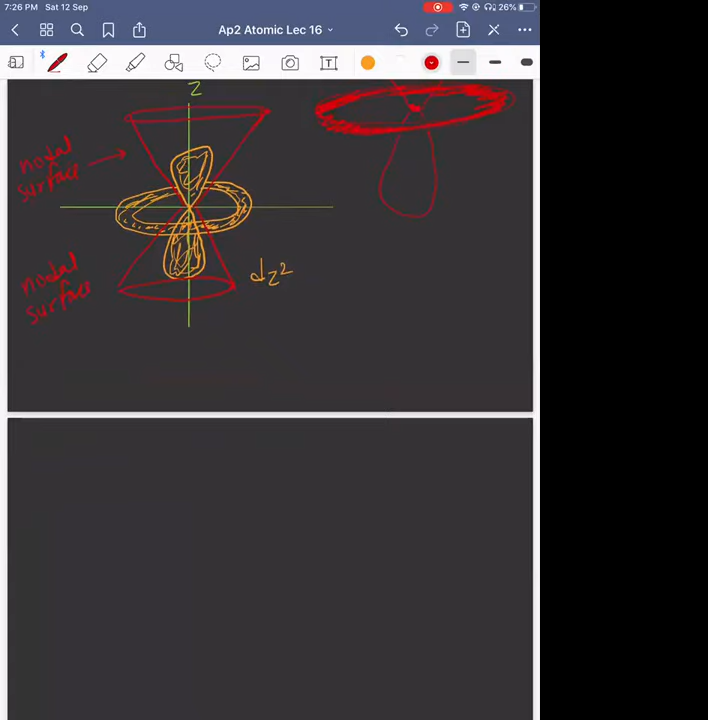 7:26 PM Sat 12 Sep
26%
Ap2 Atomic Lec 16
T
z
nodal
surface
nodal
surface
dz²